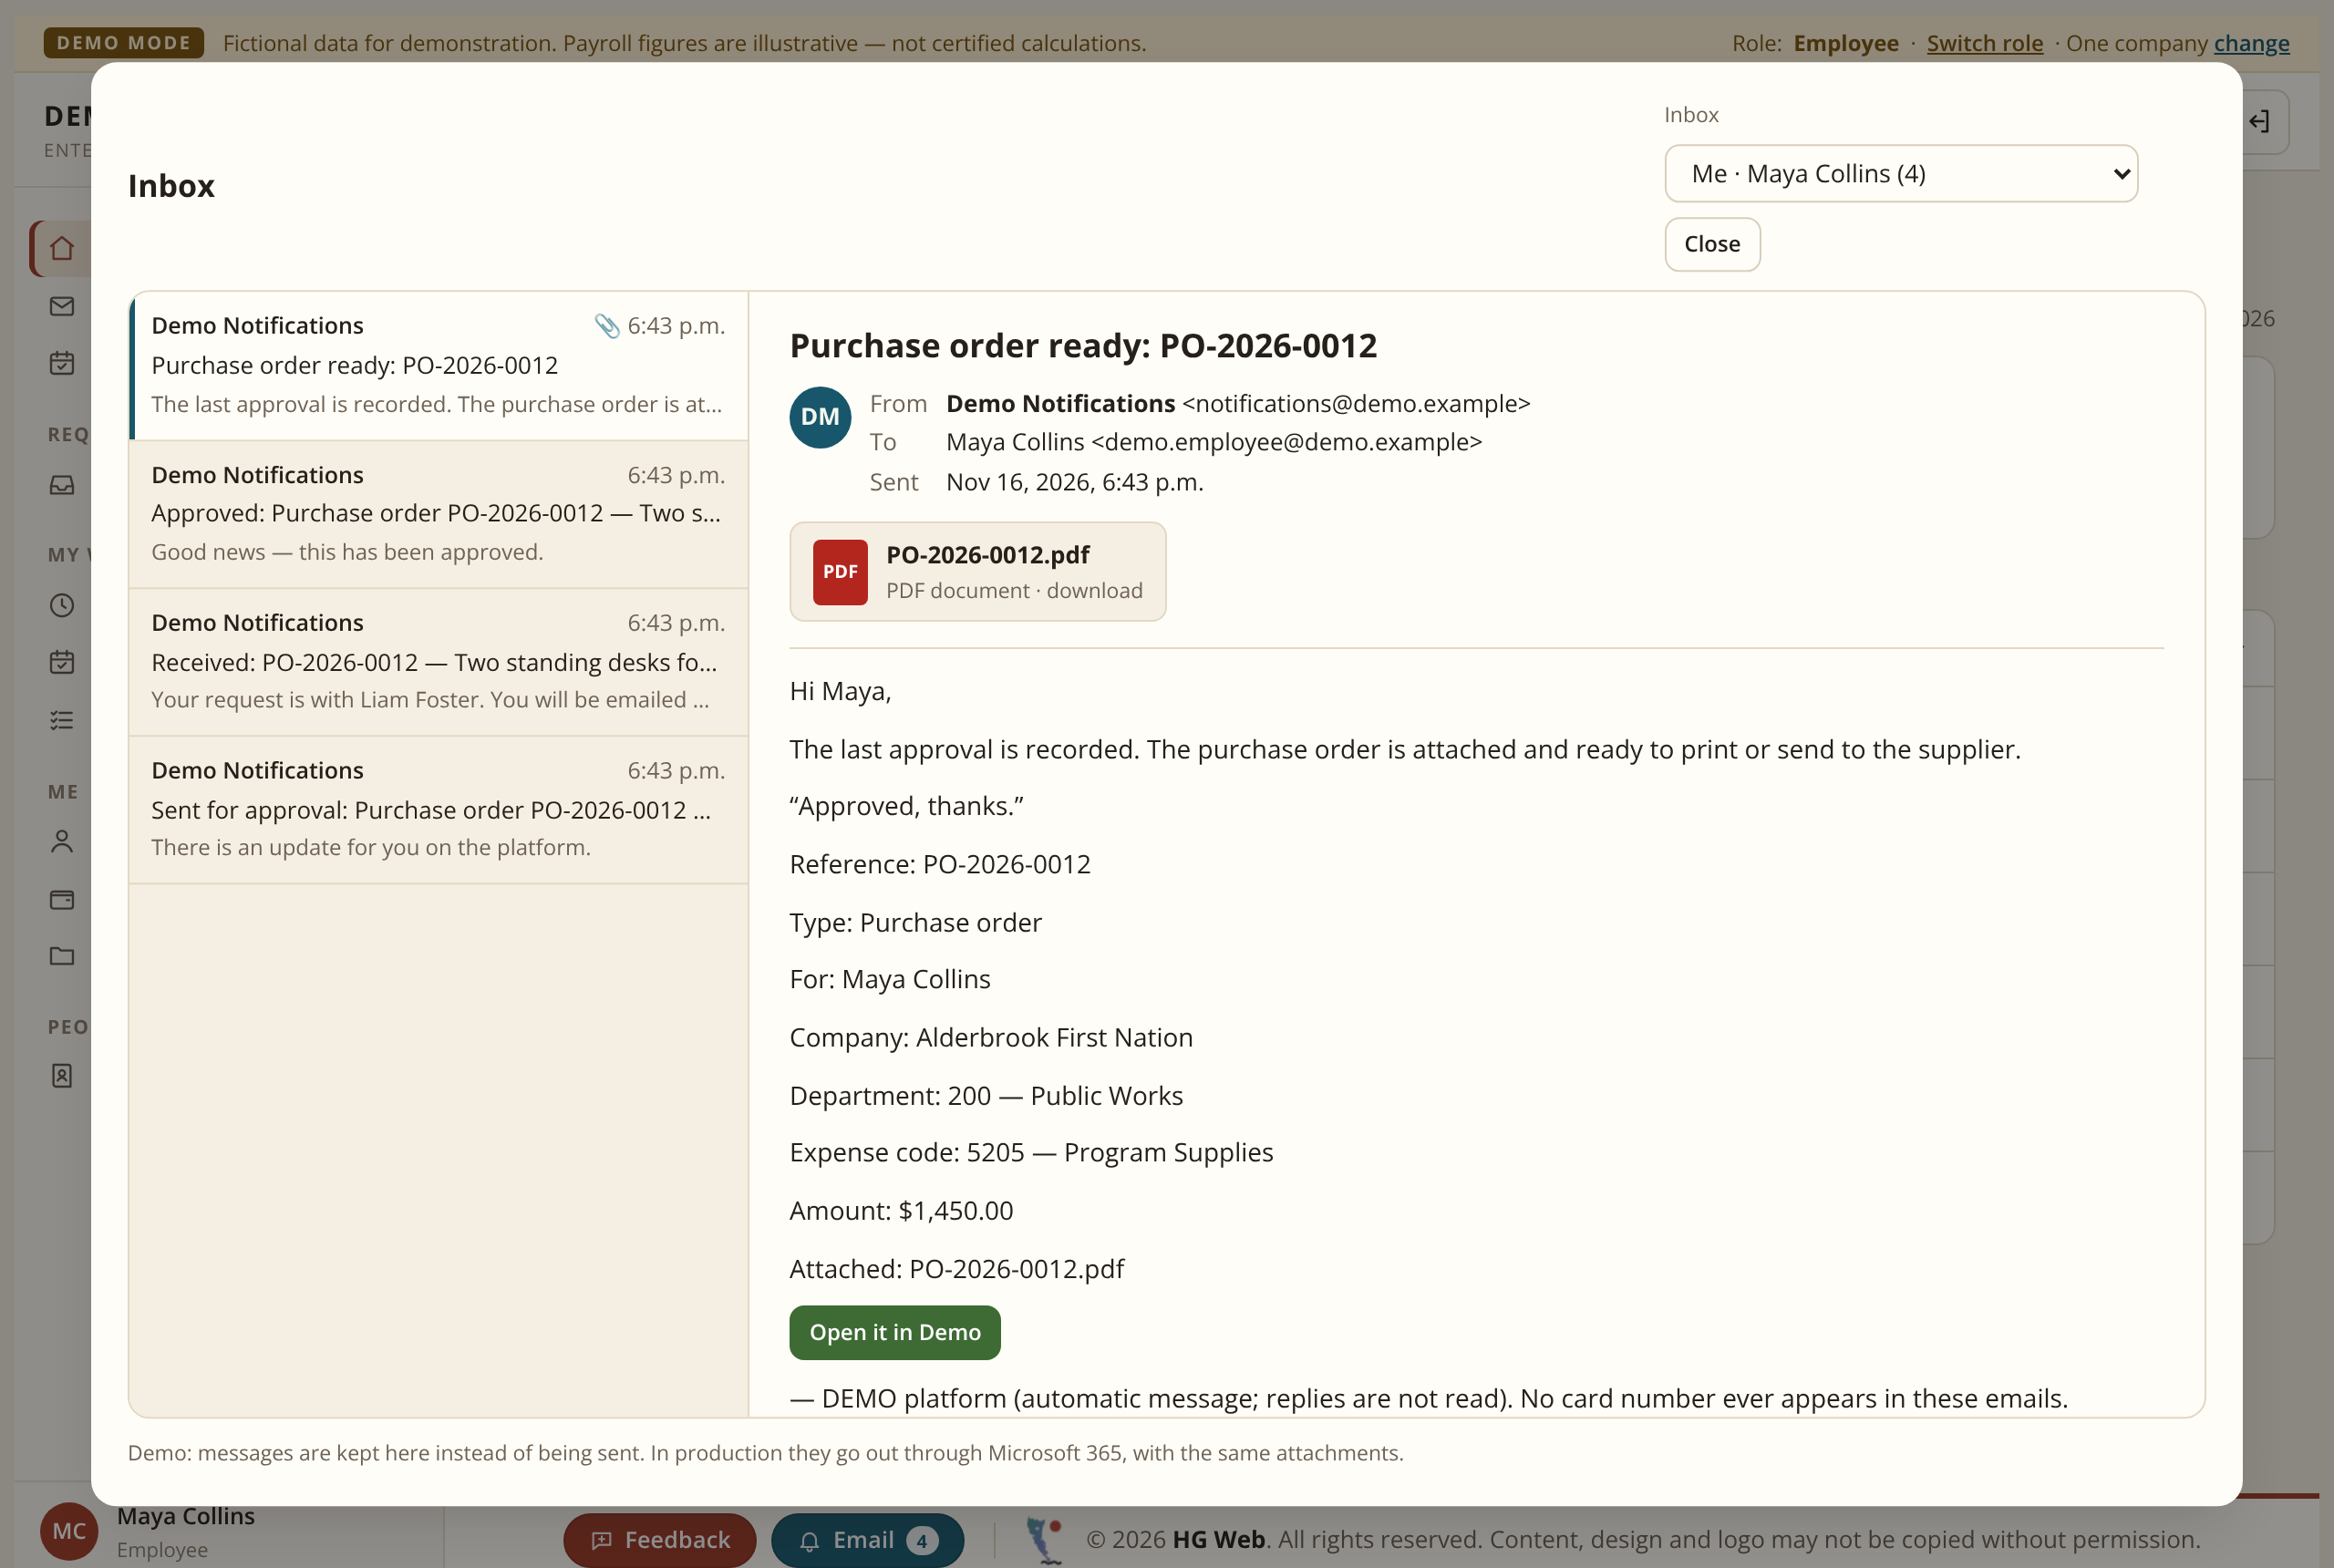 DEMO MODE Fictional data for demonstration. Payroll figures are illustrative — not certified calculations. Role: Employee · Switch role · One company change
DEM
ENTE
Inbox
Inbox
Me · Maya Collins (4)
Close
REQ
MY
ME
PEO
026
Demo Notifications 6:43 p.m.
Purchase order ready: PO-2026-0012
The last approval is recorded. The purchase order is at...
Demo Notifications 6:43 p.m.
Approved: Purchase order PO-2026-0012 — Two s...
Good news — this has been approved.
Demo Notifications 6:43 p.m.
Received: PO-2026-0012 — Two standing desks fo...
Your request is with Liam Foster. You will be emailed ...
Demo Notifications 6:43 p.m.
Sent for approval: Purchase order PO-2026-0012 ...
There is an update for you on the platform.
Purchase order ready: PO-2026-0012
DM
From Demo Notifications <notifications@demo.example>
To Maya Collins <demo.employee@demo.example>
Sent Nov 16, 2026, 6:43 p.m.
PDF
PO-2026-0012.pdf
PDF document · download
Hi Maya,
The last approval is recorded. The purchase order is attached and ready to print or send to the supplier.
“Approved, thanks.”
Reference: PO-2026-0012
Type: Purchase order
For: Maya Collins
Company: Alderbrook First Nation
Department: 200 — Public Works
Expense code: 5205 — Program Supplies
Amount: $1,450.00
Attached: PO-2026-0012.pdf
Open it in Demo
— DEMO platform (automatic message; replies are not read). No card number ever appears in these emails.
Demo: messages are kept here instead of being sent. In production they go out through Microsoft 365, with the same attachments.
MC
Maya Collins
Employee
Feedback
Email 4
© 2026 HG Web. All rights reserved. Content, design and logo may not be copied without permission.